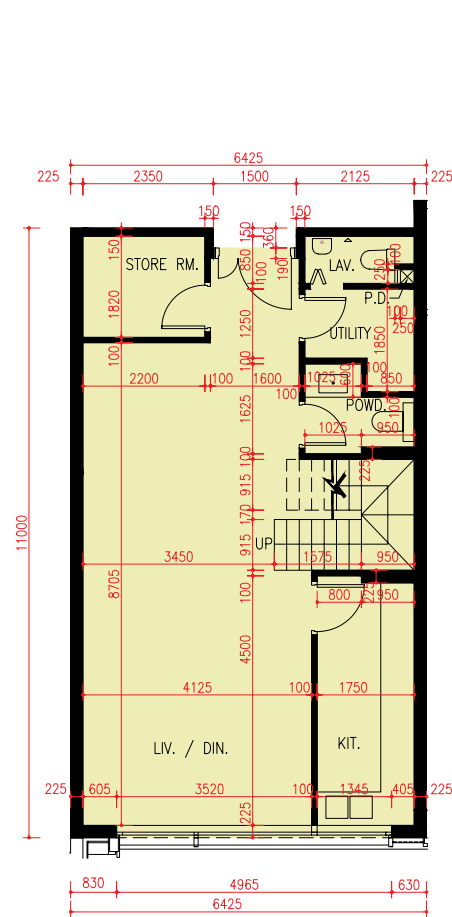 6425
225 2350 1500 2125 225
150 150
150 150 360
STORE RM. 850 100 190 LAV. 250 100
1820 P.D.
100 250
1250 UTILITY 1850
100 100 600 100
2200 100 1600 1025 850
100
1625 POWD. 100
1025 950
100 225
915
170
11000
UP
915
3450 1575 950
8705 100 225
800 950
4500
4125 100 1750
LIV. / DIN. KIT.
225 605 3520 100 1345 405 225
225
830 4965 630
6425